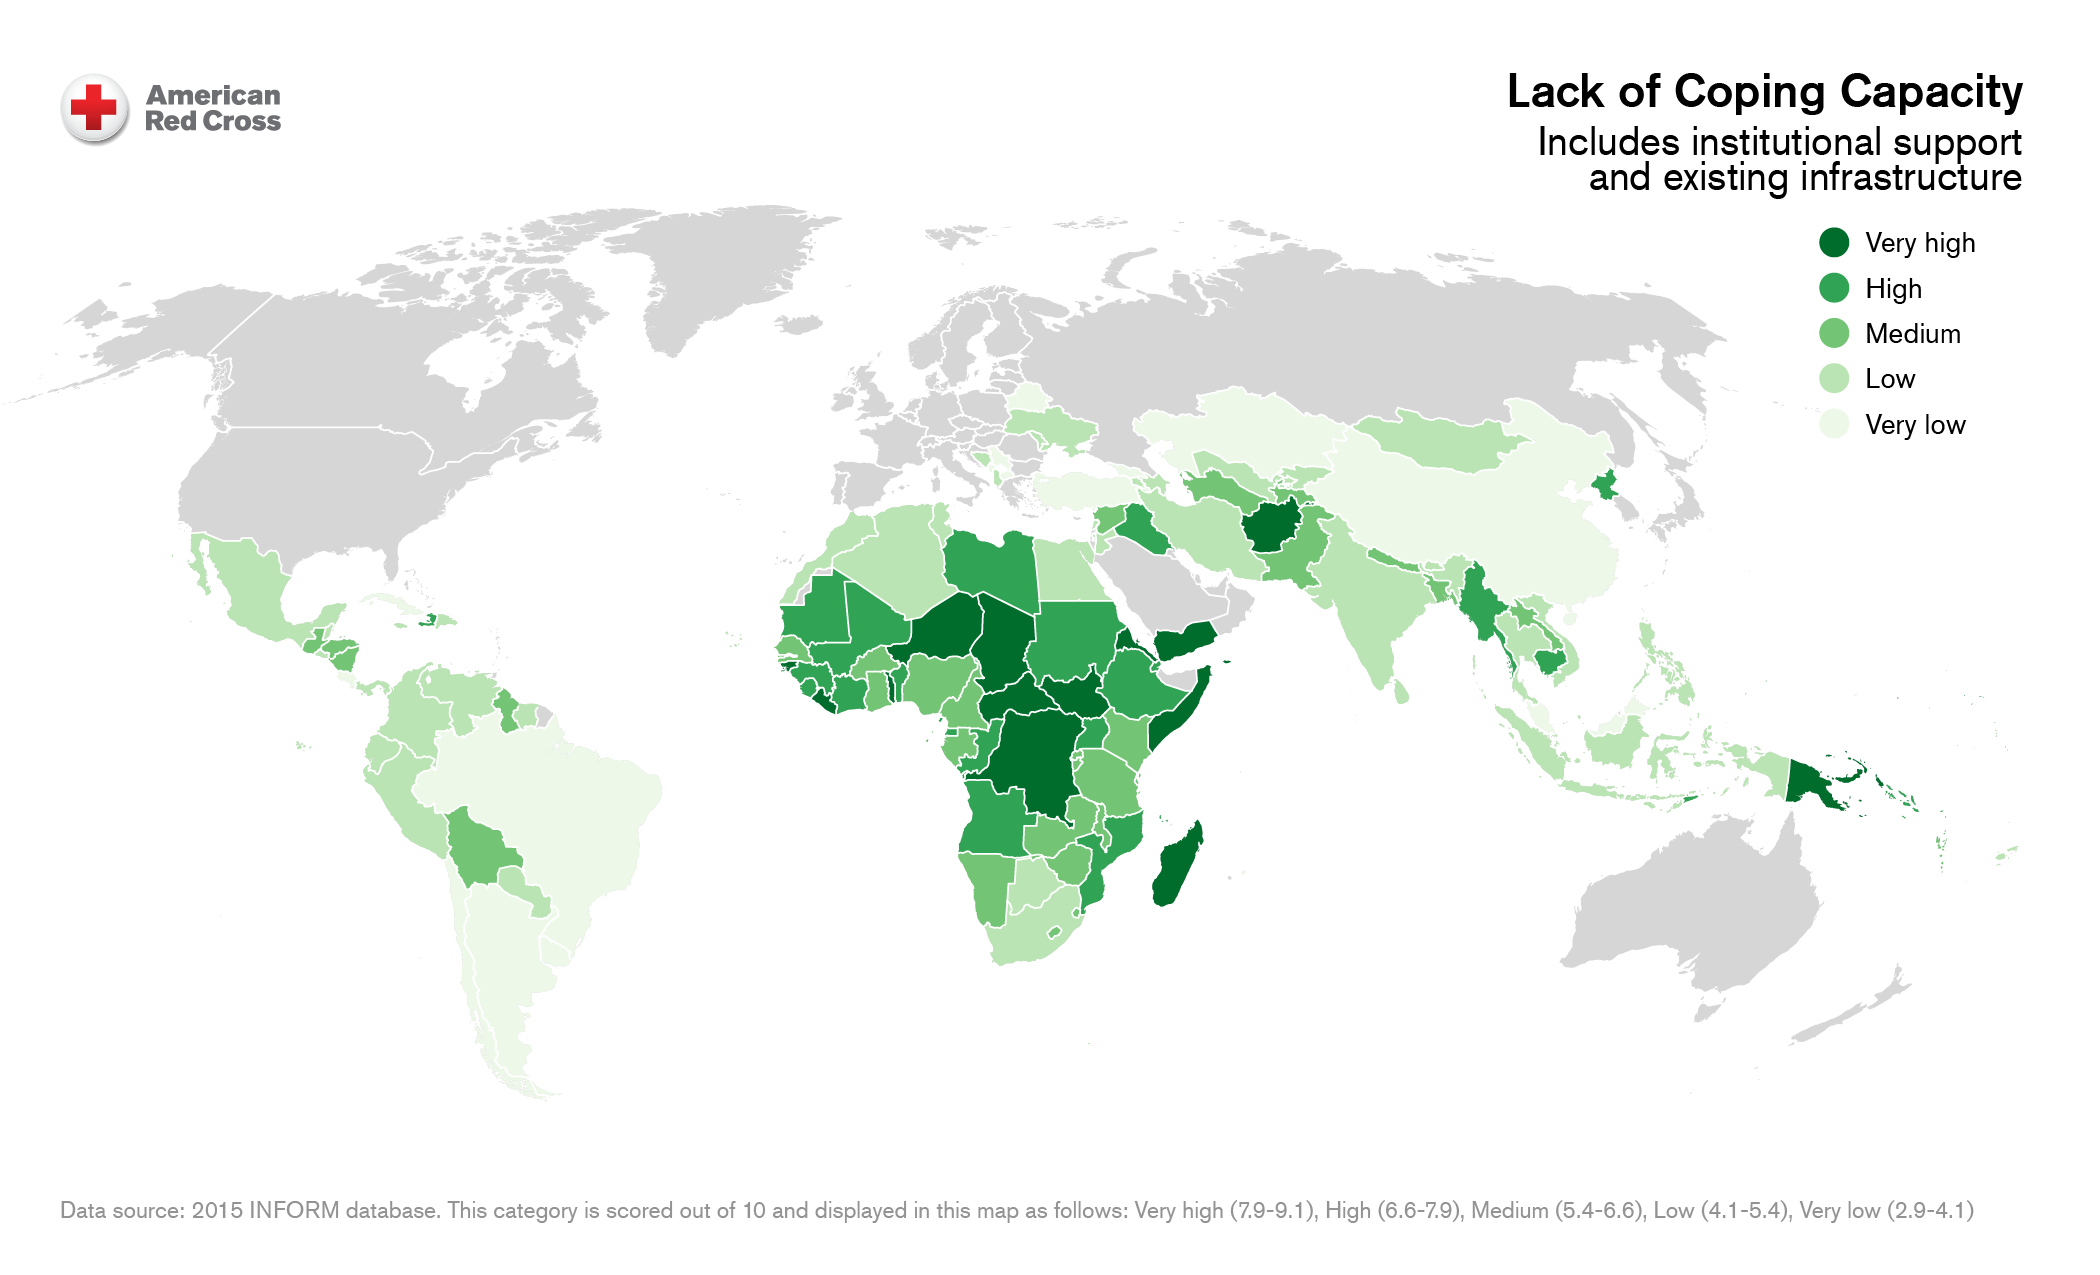 American
Red Cross
Lack of Coping Capacity
Includes institutional support
and existing infrastructure
Very high
High
Medium
Low
Very low
Data source: 2015 INFORM database. This category is scored out of 10 and displayed in this map as follows: Very high (7.9-9.1), High (6.6-7.9), Medium (5.4-6.6), Low (4.1-5.4), Very low (2.9-4.1)